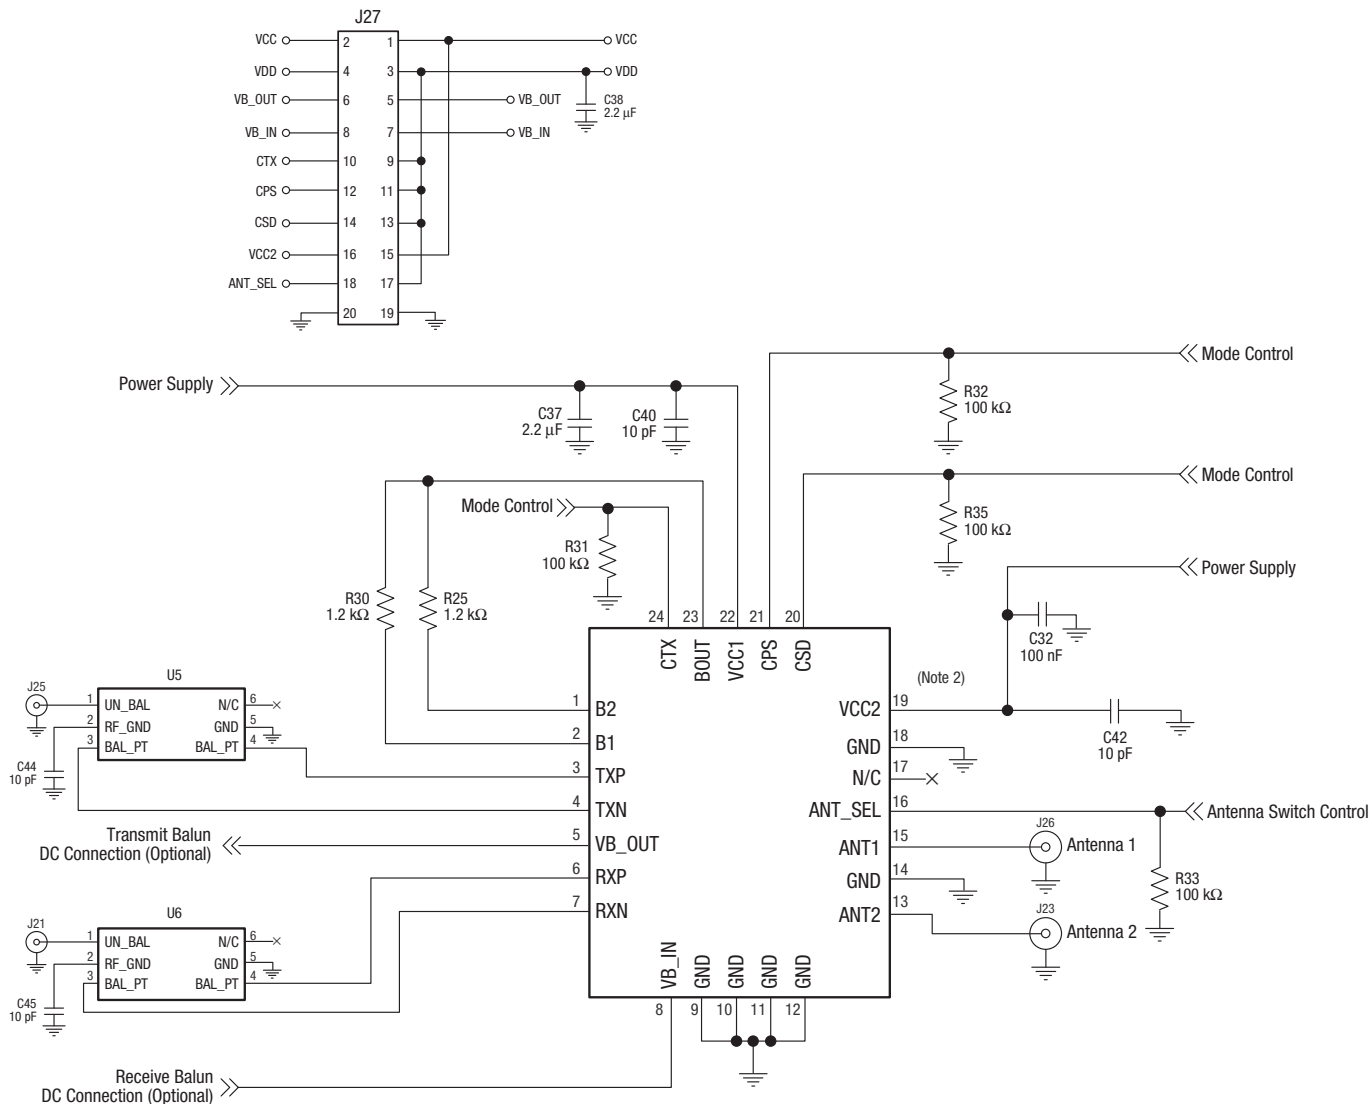 J27
VCC 2 1 VCC
VDD 4 3 VDD
VB_OUT 6 5 VB_OUT
C38
2.2 µF
VB_IN 8 7 VB_IN
CTX 10 9
CPS 12 11
CSD 14 13
VCC2 16 15
ANT_SEL 18 17
20 19
Mode Control
Power Supply
R32
100 kΩ
C37
2.2 µF
C40
10 pF
Mode Control
Mode Control
R35
100 kΩ
R31
100 kΩ
Power Supply
R30
1.2 kΩ
R25
1.2 kΩ
24 23 22 21 20
CTX BOUT VCC1 CPS CSD
C32
100 nF
(Note 2)
U5
J25
1 UN_BAL N/C 6
2 RF_GND GND 5
3 BAL_PT BAL_PT 4
C44
10 pF
1 B2
2 B1
3 TXP
4 TXN
5 VB_OUT
6 RXP
7 RXN
VCC2 19
C42
10 pF
GND 18
N/C 17
ANT_SEL 16
Antenna Switch Control
ANT1 15
J26
Antenna 1
GND 14
R33
100 kΩ
ANT2 13
J23
Antenna 2
Transmit Balun
DC Connection (Optional)
U6
J21
1 UN_BAL N/C 6
2 RF_GND GND 5
3 BAL_PT BAL_PT 4
C45
10 pF
VB_IN GND GND GND GND
8 9 10 11 12
Receive Balun
DC Connection (Optional)